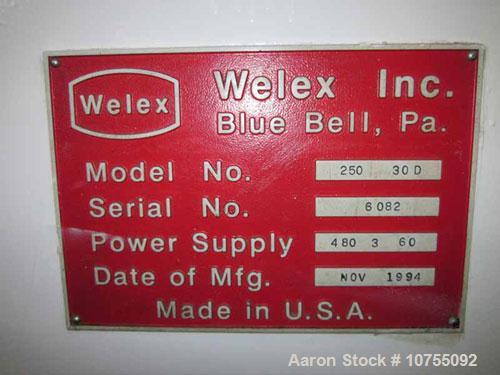 Welex
Welex Inc.
Blue Bell, Pa.
Model No. 250 30D
Serial No. 6082
Power Supply 480 3 60
Date of Mfg. NOV 1994
Made in U.S.A.
Aaron Stock # 10755092